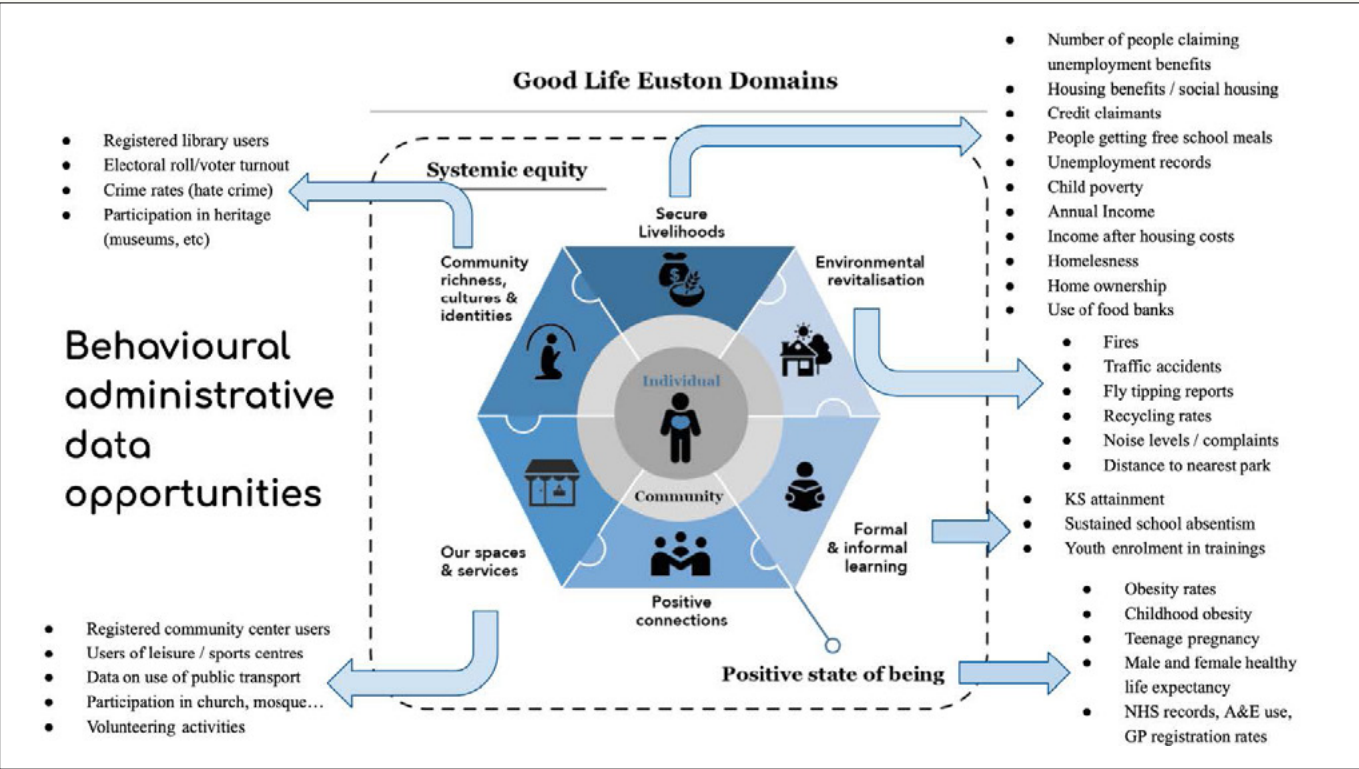 Good Life Euston Domains
Systemic equity
Behavioural
administrative
data
opportunities
• Registered library users
• Electoral roll/voter turnout
• Crime rates (hate crime)
• Participation in heritage
(museums, etc)
Community
richness,
cultures &
identities
Secure
Livelihoods
• Number of people claiming
unemployment benefits
• Housing benefits / social housing
• Credit claimants
• People getting free school meals
• Unemployment records
• Child poverty
• Annual Income
• Income after housing costs
• Homelesness
• Home ownership
• Use of food banks
Environmental
revitalisation
• Fires
• Traffic accidents
• Fly tipping reports
• Recycling rates
• Noise levels / complaints
• Distance to nearest park
$
Individual
Community
Formal
& informal
learning
• KS attainment
• Sustained school absentism
• Youth enrolment in trainings
Our spaces
& services
• Registered community center users
• Users of leisure / sports centres
• Data on use of public transport
• Participation in church, mosque…
• Volunteering activities
Positive
connections
Positive state of being
• Obesity rates
• Childhood obesity
• Teenage pregnancy
• Male and female healthy
life expectancy
• NHS records, A&E use,
GP registration rates